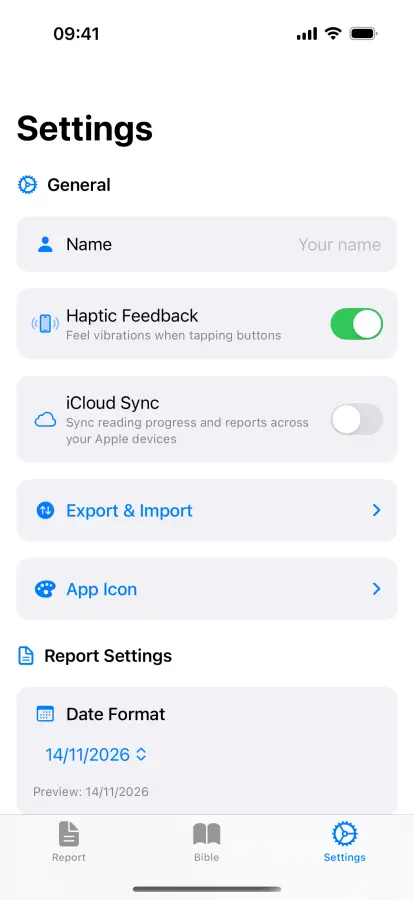 09:41
Settings
General
Name
Your name
Haptic Feedback
Feel vibrations when tapping buttons
iCloud Sync
Sync reading progress and reports across
your Apple devices
Export & Import
App Icon
Report Settings
Date Format
14/11/2026
Preview: 14/11/2026
Report
Bible
Settings